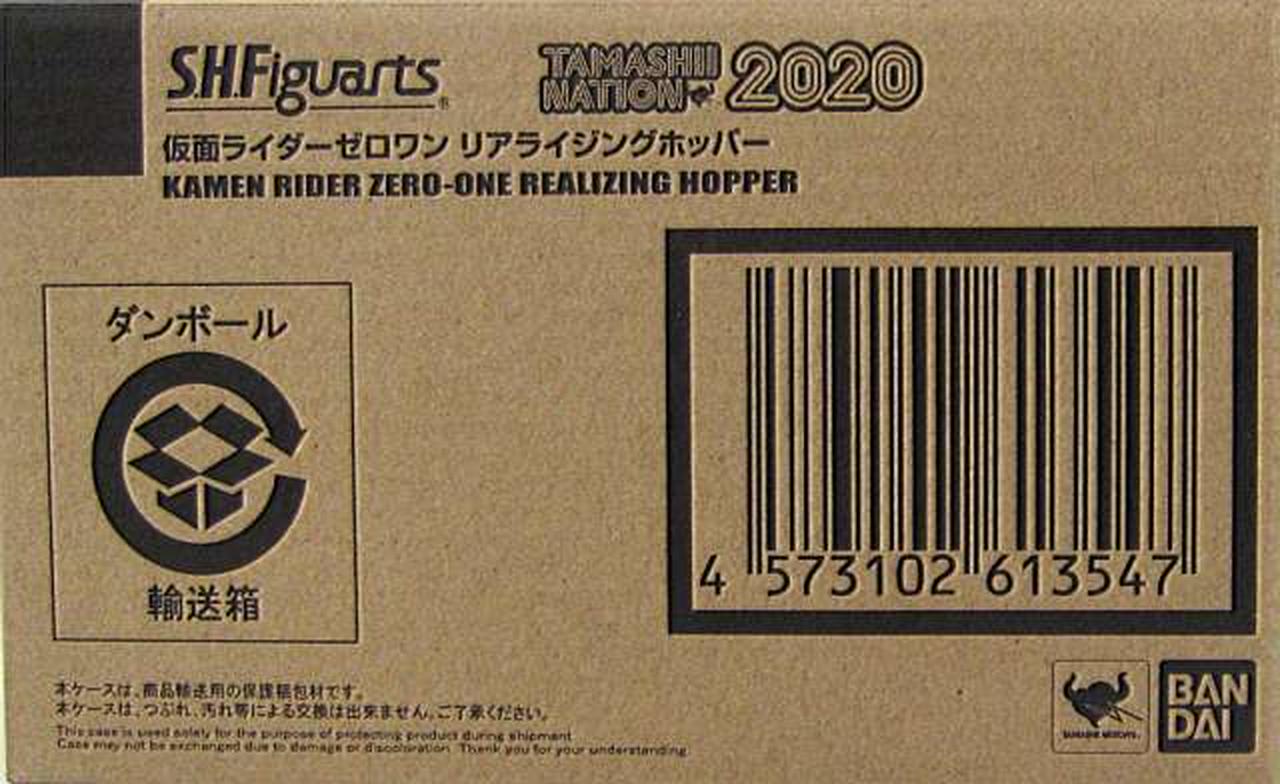 S.H.Figuarts®
TAMASHII NATION 2020
仮面ライダーゼロワン リアライジングホッパー
KAMEN RIDER ZERO-ONE REALIZING HOPPER
ダンボール
輸送箱
4 573102 613547
本ケースは、商品輸送用の保護梱包材です。
本ケースは、つぶれ、汚れ等による交換は出来ません。ご了承ください。
This case is used solely for the purpose of protecting product during shipment
Case may not be exchanged due to damage or discoloration. Thank you for your understanding.
TAMASHII NATIONS
BAN
DAI